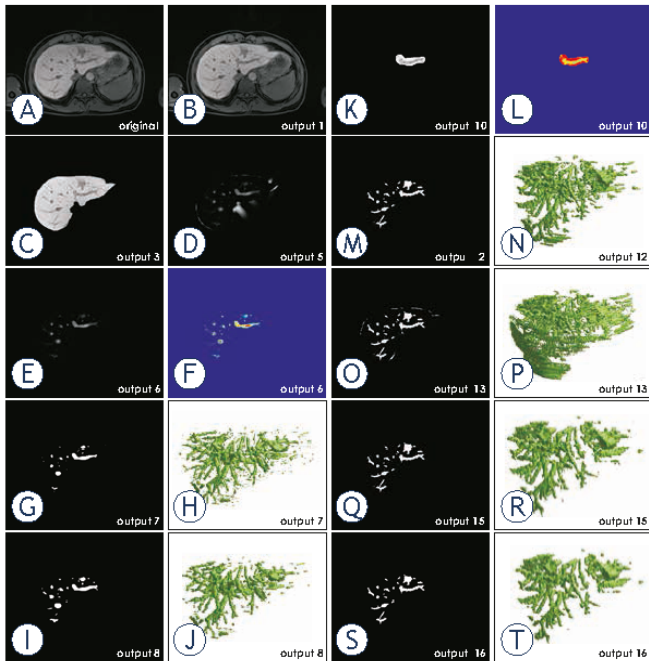 A original
B output 1
K output 10
L output 10
C output 3
D output 5
M outpu 2
N output 12
E output 6
F output 6
O output 13
P output 13
G output 7
H output 7
Q output 15
R output 15
I output 8
J output 8
S output 16
T output 16